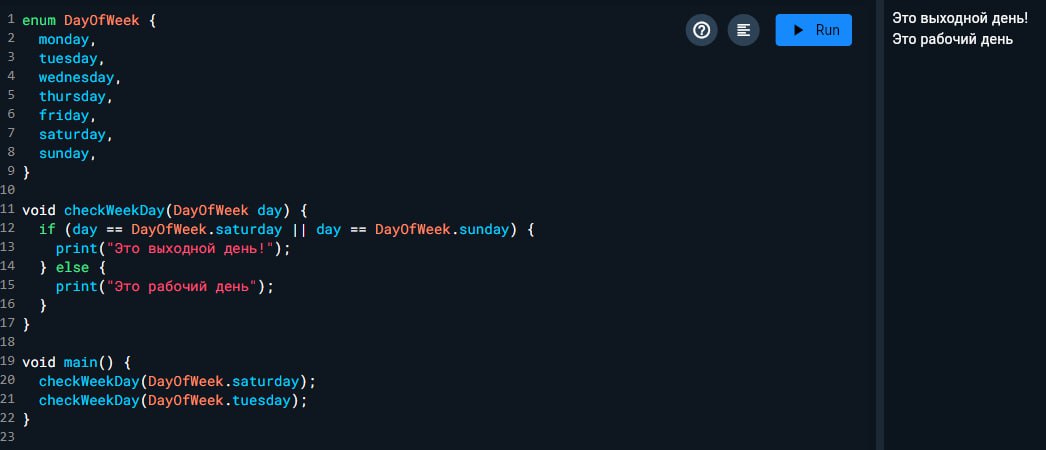 1 enum DayOfWeek {
2   monday,
3   tuesday,
4   wednesday,
5   thursday,
6   friday,
7   saturday,
8   sunday,
9 }
10
11 void checkWeekDay(DayOfWeek day) {
12   if (day == DayOfWeek.saturday || day == DayOfWeek.sunday) {
13     print("Это выходной день!");
14   } else {
15     print("Это рабочий день");
16   }
17 }
18
19 void main() {
20   checkWeekDay(DayOfWeek.saturday);
21   checkWeekDay(DayOfWeek.tuesday);
22 }
23
Run
Это выходной день!
Это рабочий день